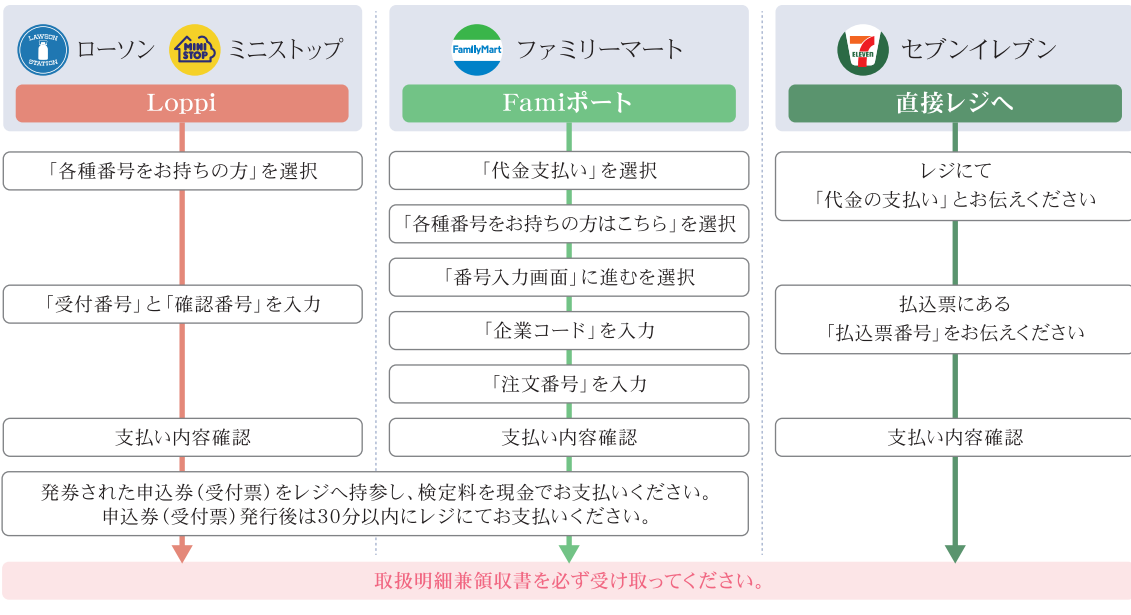 LAWSON
STATION
ローソン
MINI
STOP
ミニストップ
Loppi
「各種番号をお持ちの方」を選択
「受付番号」と「確認番号」を入力
支払い内容確認
FamilyMart
ファミリーマート
Famiポート
「代金支払い」を選択
「各種番号をお持ちの方はこちら」を選択
「番号入力画面」に進むを選択
「企業コード」を入力
「注文番号」を入力
支払い内容確認
発券された申込券（受付票）をレジへ持参し、検定料を現金でお支払いください。
申込券（受付票）発行後は30分以内にレジにてお支払いください。
7
ELEVEN
セブンイレブン
直接レジへ
レジにて
「代金の支払い」とお伝えください
払込票にある
「払込票番号」をお伝えください
支払い内容確認
取扱明細兼領収書を必ず受け取ってください。